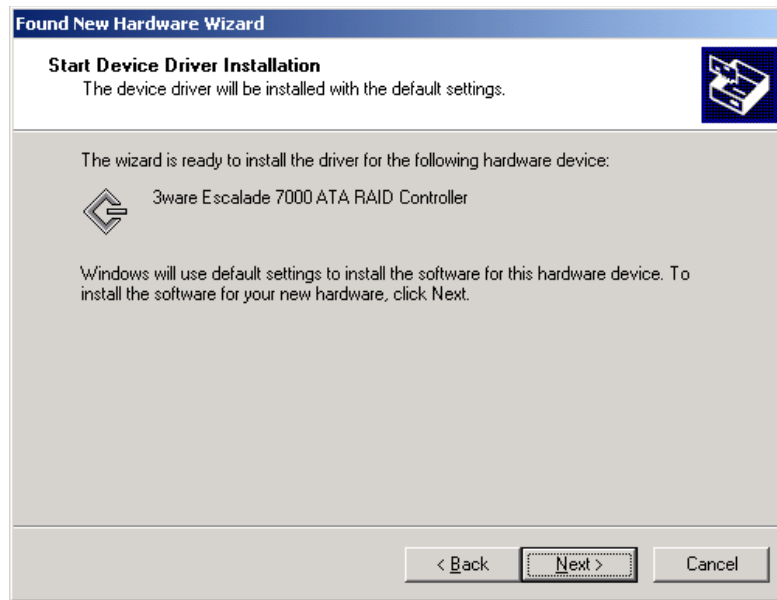 Found New Hardware Wizard
Start Device Driver Installation
The device driver will be installed with the default settings.
The wizard is ready to install the driver for the following hardware device:
3ware Escalade 7000 ATA RAID Controller
Windows will use default settings to install the software for this hardware device. To
install the software for your new hardware, click Next.
< Back Next > Cancel